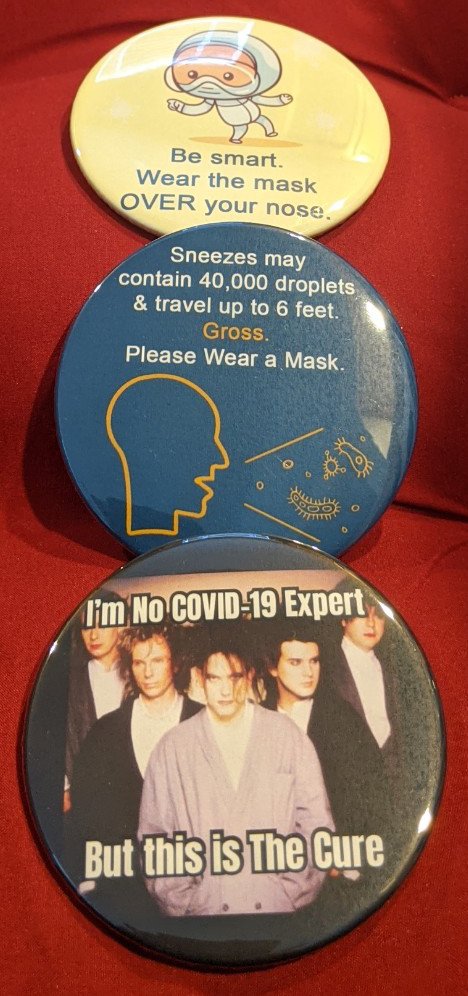 Be smart.
Wear the mask
OVER your nose.
Sneezes may
contain 40,000 droplets
& travel up to 6 feet.
Gross.
Please Wear a Mask.
I'm No COVID-19 Expert
But this is The Cure